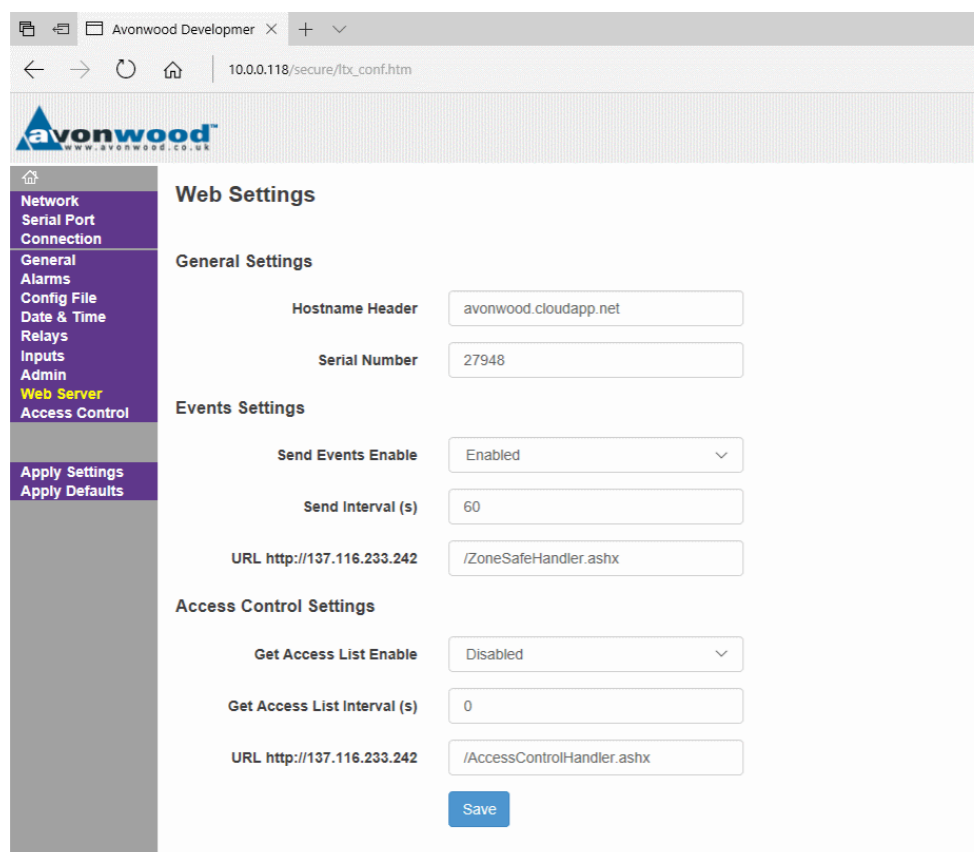 Avonwood Developmer
10.0.0.118/secure/ltx_conf.htm
avonwood™
www.avonwood.co.uk
Network
Serial Port
Connection
General
Alarms
Config File
Date & Time
Relays
Inputs
Admin
Web Server
Access Control
Apply Settings
Apply Defaults
Web Settings
General Settings
Hostname Header avonwood.cloudapp.net
Serial Number 27948
Events Settings
Send Events Enable Enabled
Send Interval (s) 60
URL http://137.116.233.242 /ZoneSafeHandler.ashx
Access Control Settings
Get Access List Enable Disabled
Get Access List Interval (s) 0
URL http://137.116.233.242 /AccessControlHandler.ashx
Save